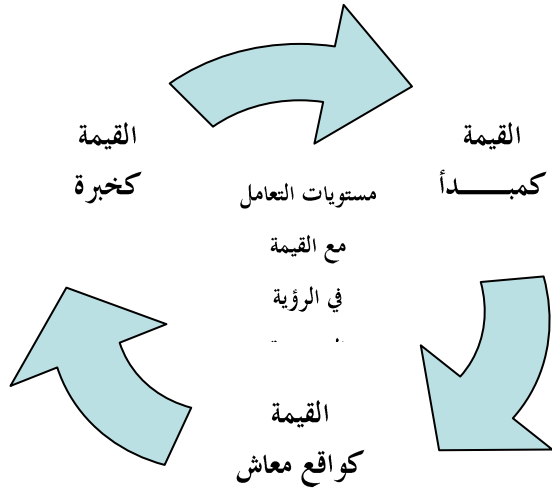 القيمة
كمبـــــدأ
القيمة
كخبرة
مستويات التعامل
مع القيمة
في الرؤية
القيمة
كواقع معاش